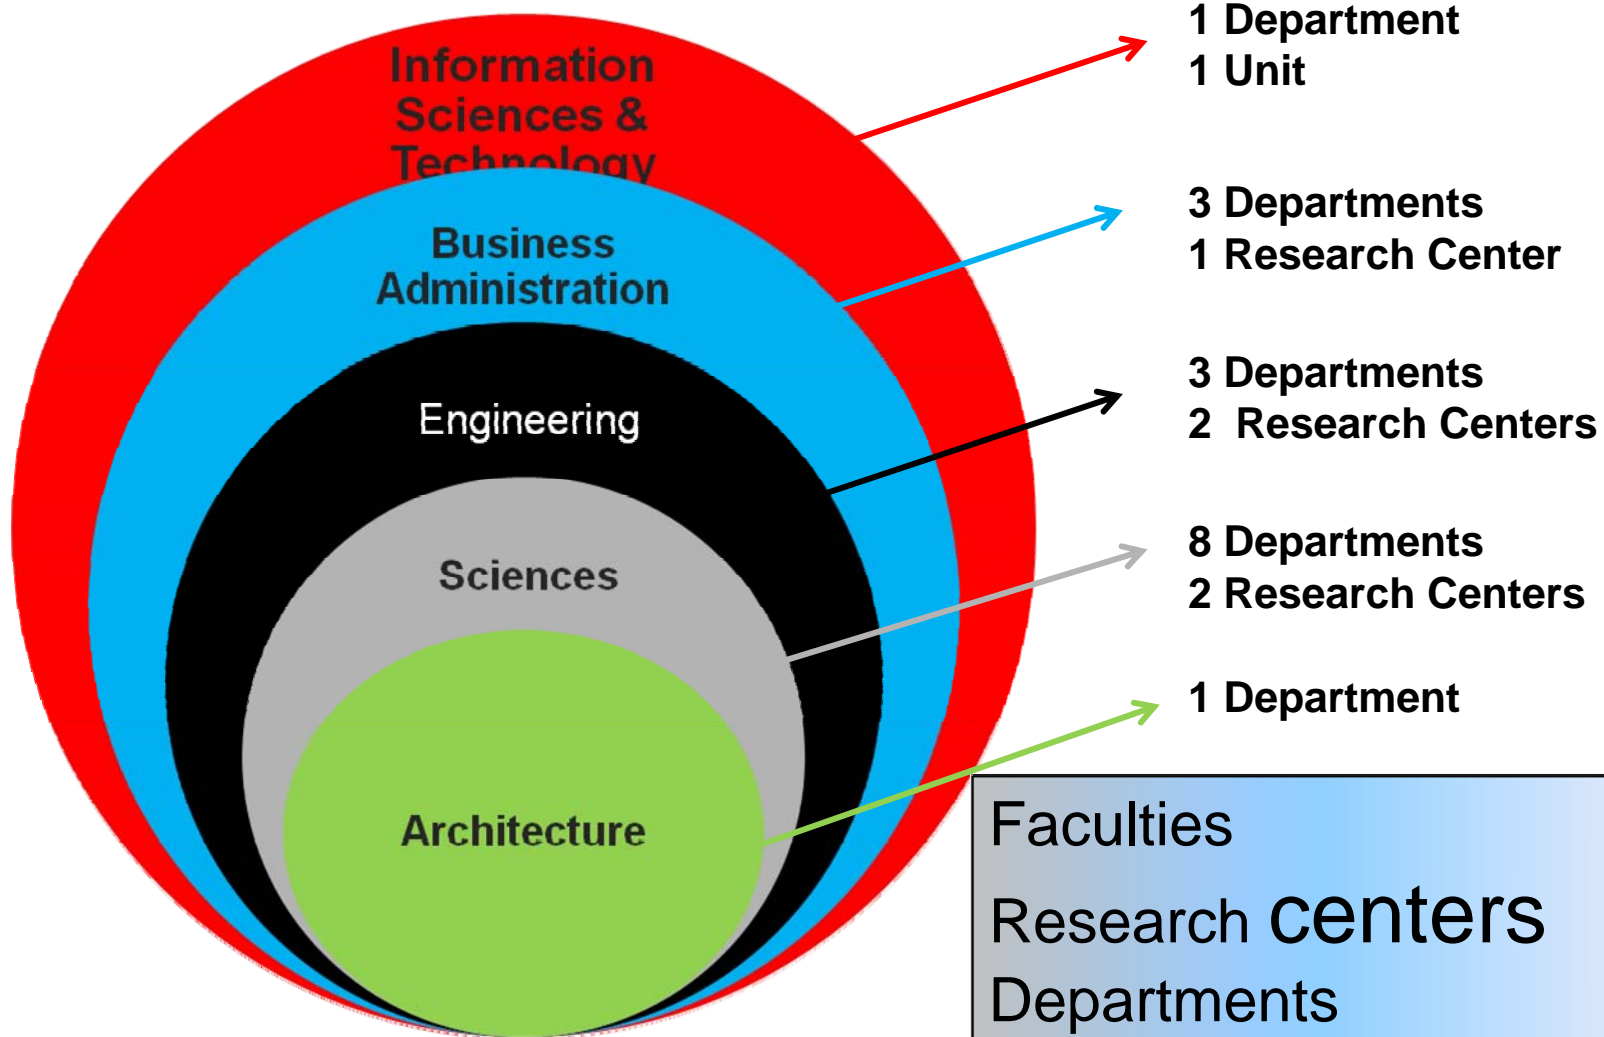 Information
Sciences &
Technology
Business
Administration
Engineering
Sciences
Architecture
1 Department
1 Unit
3 Departments
1 Research Center
3 Departments
2  Research Centers
8 Departments
2 Research Centers
1 Department
Faculties
Research centers
Departments